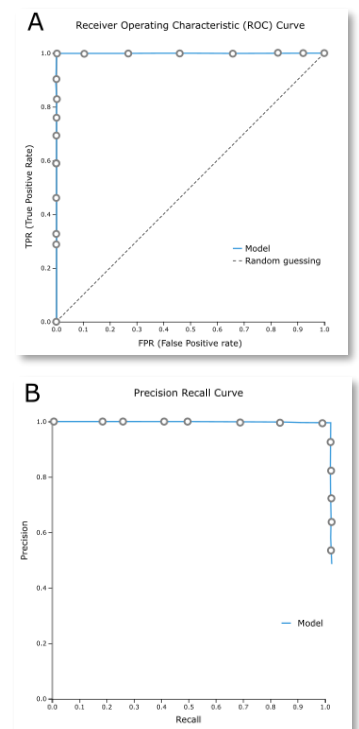 A
Receiver Operating Characteristic (ROC) Curve
1.0
0.8
0.6
0.4
0.2
0.0
TPR (True Positive Rate)
Model
Random guessing
0.0 0.1 0.2 0.3 0.4 0.5 0.6 0.7 0.8 0.9 1.0
FPR (False Positive rate)
B
Precision Recall Curve
1.0
0.8
0.6
0.4
0.2
0.0
Precision
Model
0.0 0.1 0.2 0.3 0.4 0.5 0.6 0.7 0.8 0.9 1.0
Recall